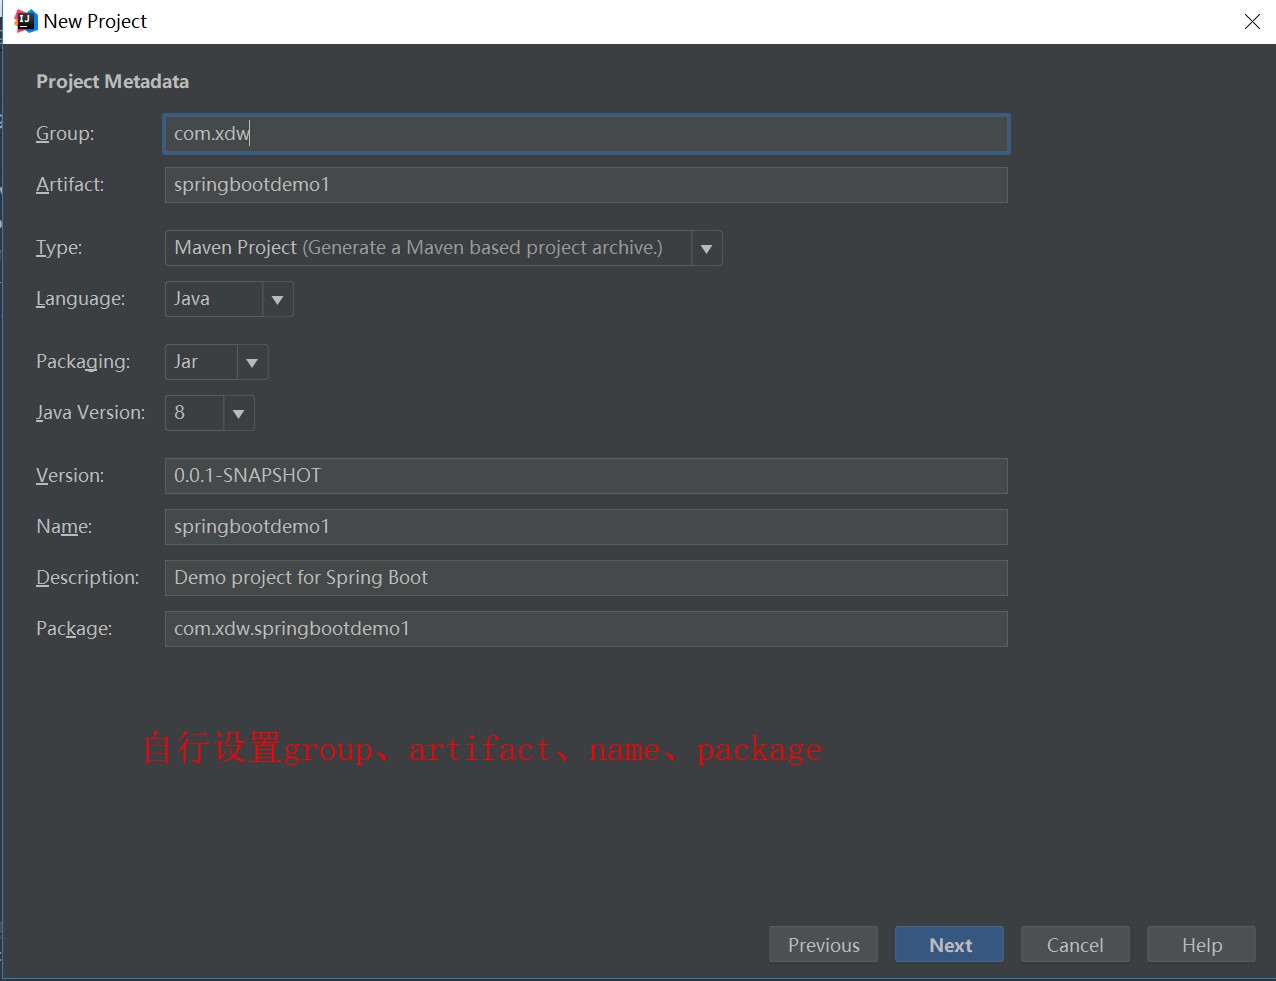 New Project
Project Metadata
Group: com.xdw
Artifact: springbootdemo1
Type: Maven Project (Generate a Maven based project archive.)
Language: Java
Packaging: Jar
Java Version: 8
Version: 0.0.1-SNAPSHOT
Name: springbootdemo1
Description: Demo project for Spring Boot
Package: com.xdw.springbootdemo1
自行设置group、artifact、name、package
Previous Next Cancel Help